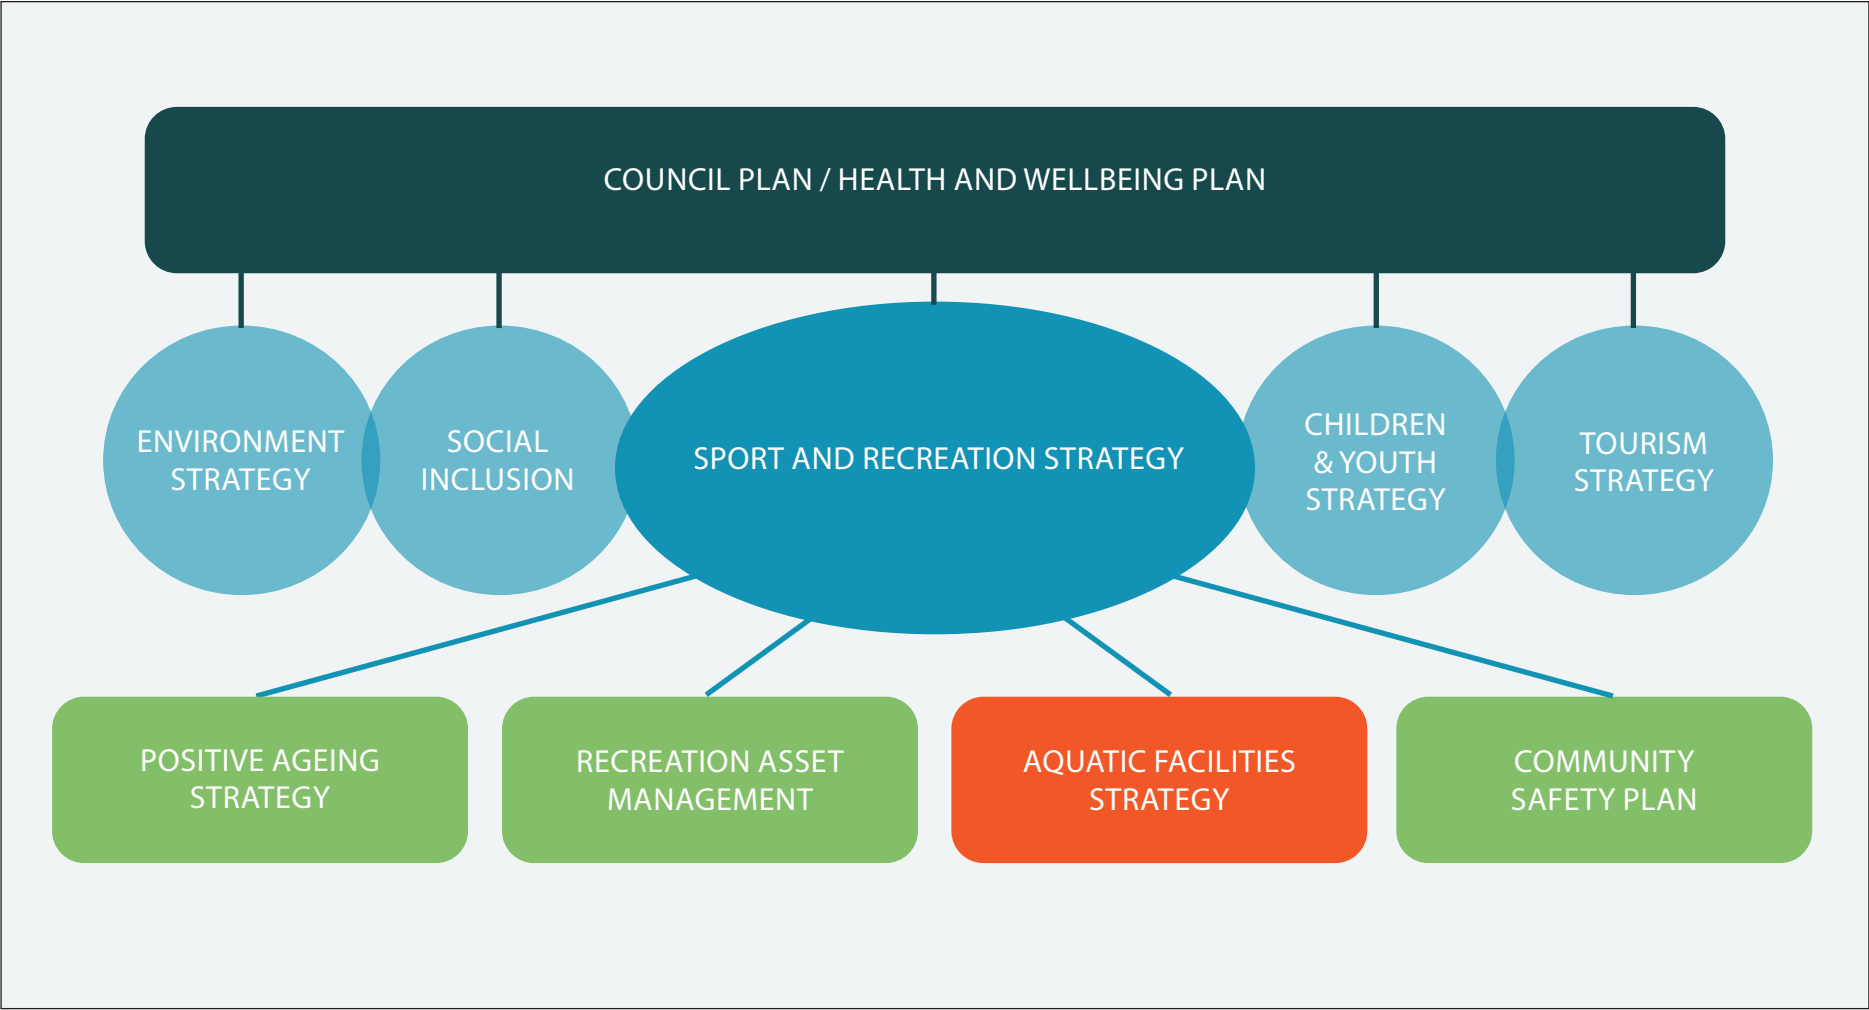 COUNCIL PLAN / HEALTH AND WELLBEING PLAN
ENVIRONMENT
STRATEGY
SOCIAL
INCLUSION
SPORT AND RECREATION STRATEGY
CHILDREN
& YOUTH
STRATEGY
TOURISM
STRATEGY
POSITIVE AGEING
STRATEGY
RECREATION ASSET
MANAGEMENT
AQUATIC FACILITIES
STRATEGY
COMMUNITY
SAFETY PLAN